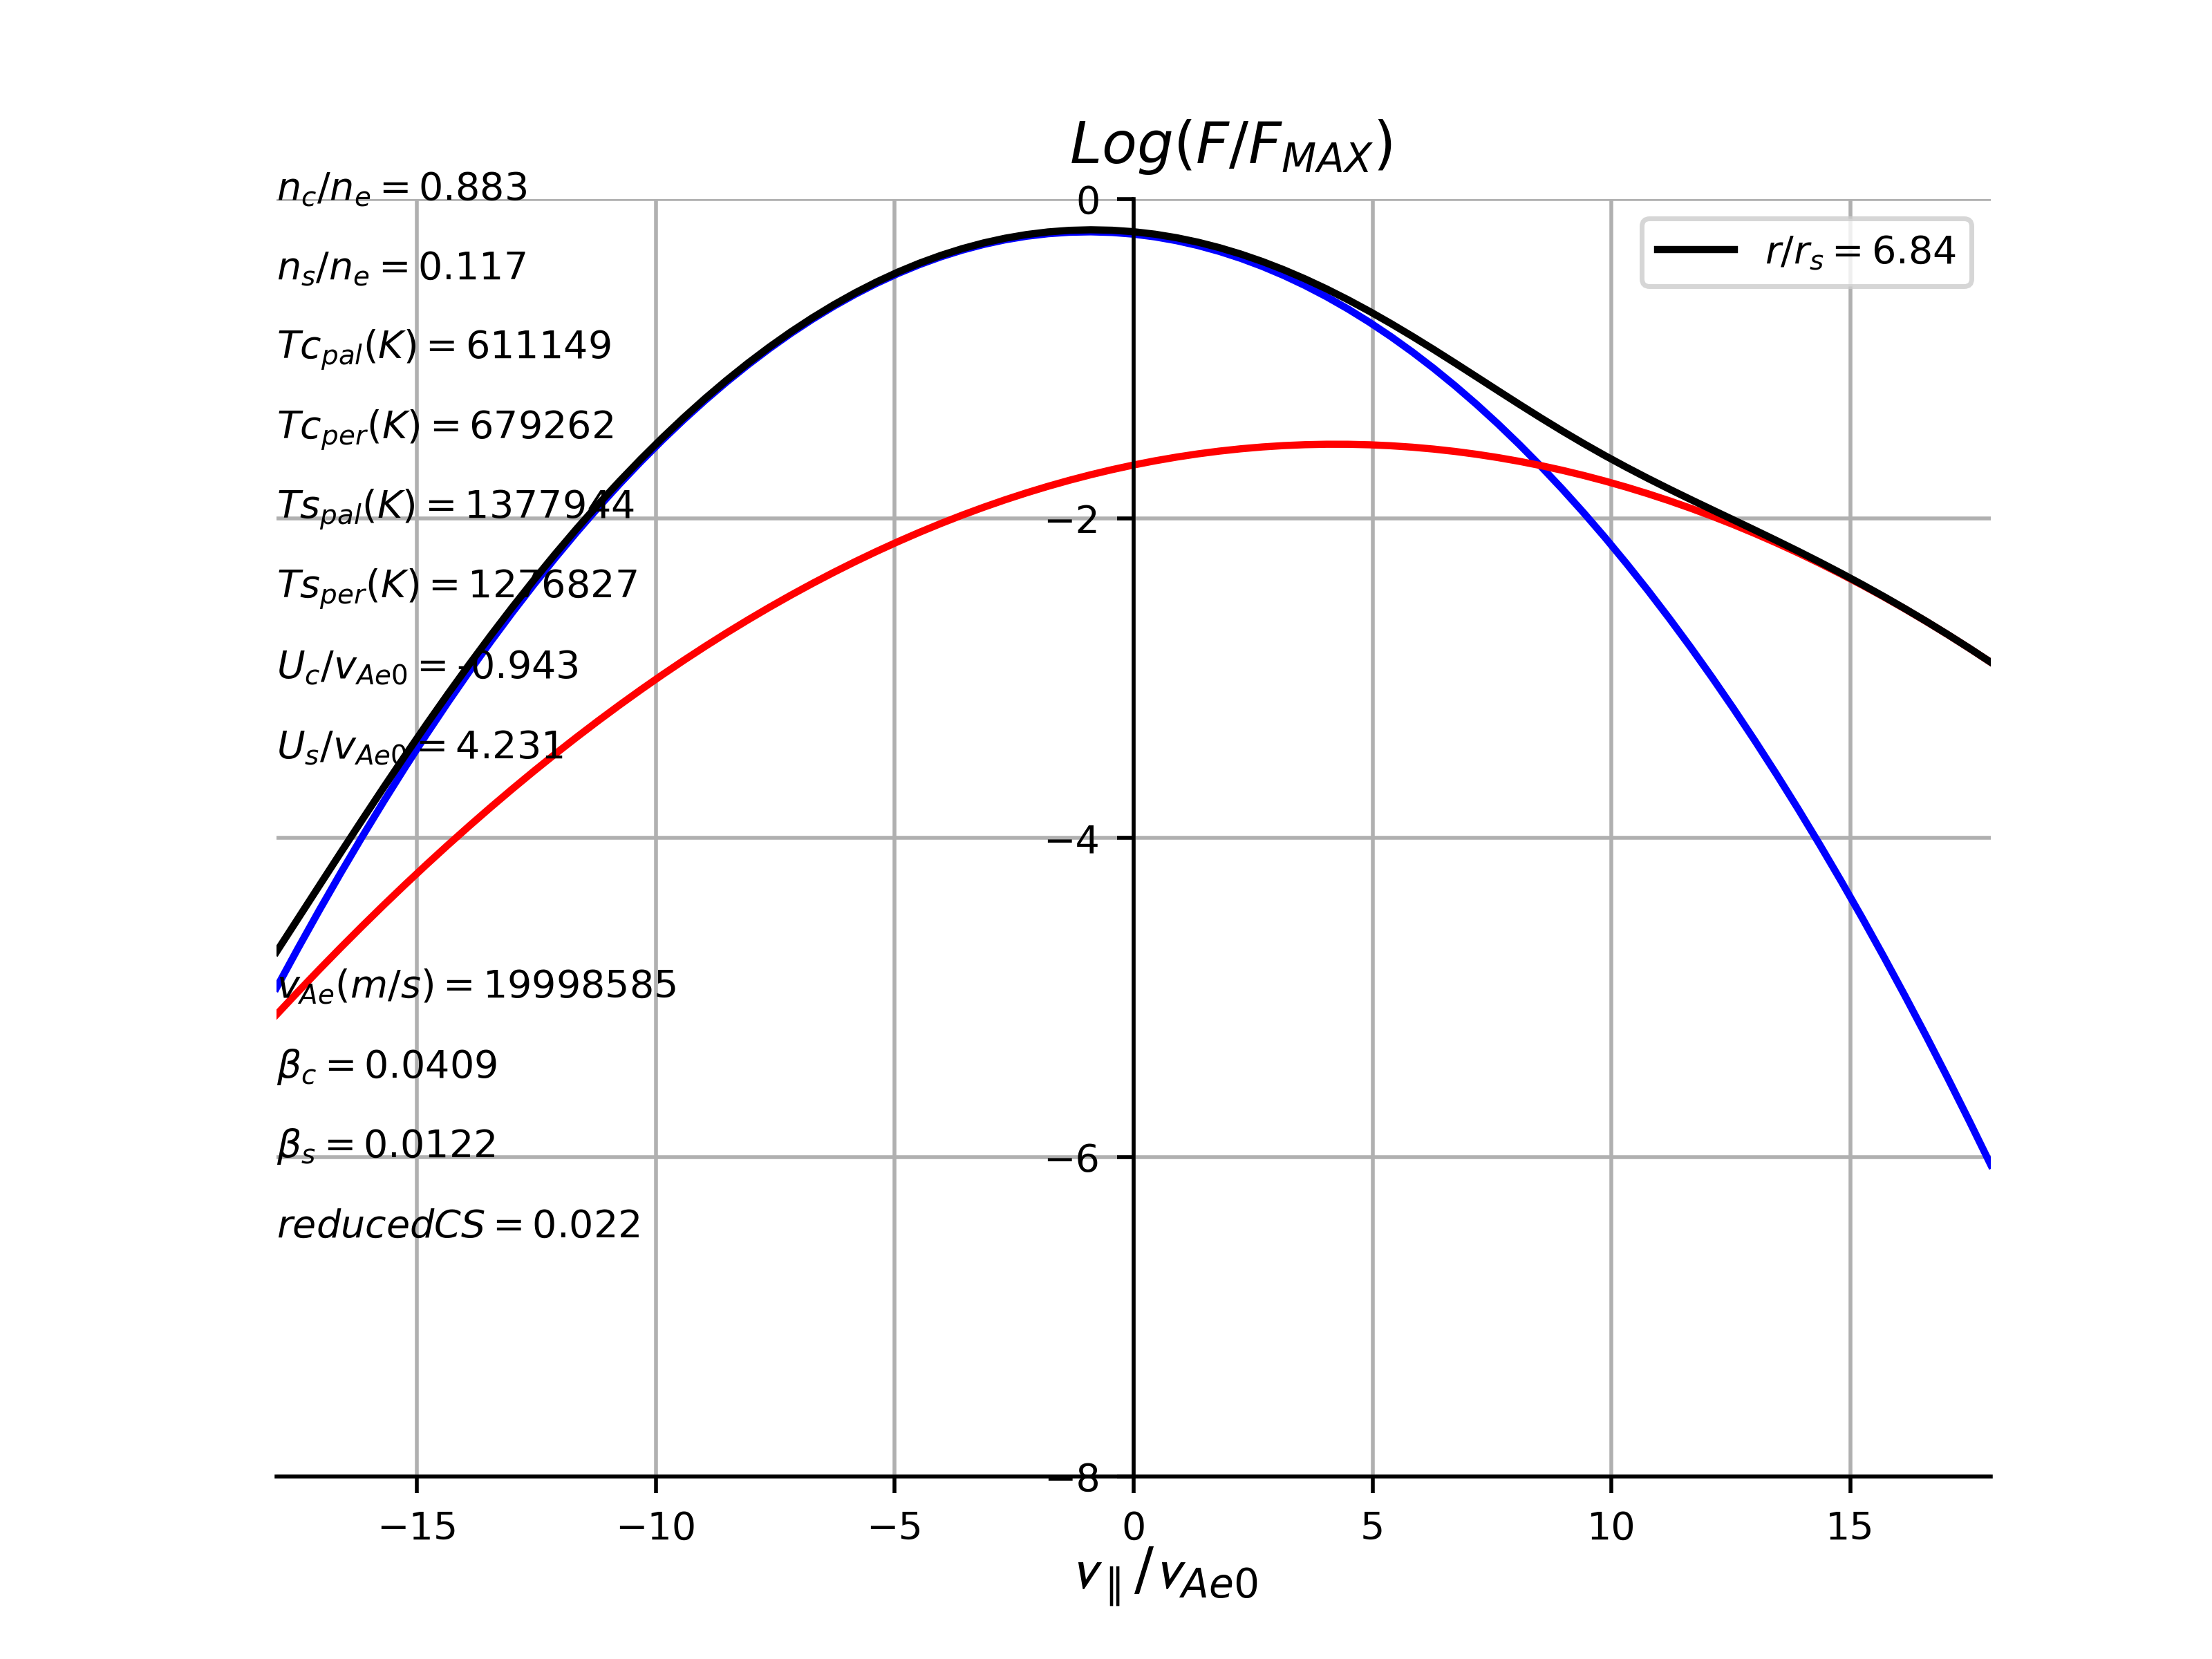 Log(F/F_MAX)
n_c/n_e = 0.883
0
n_s/n_e = 0.117
r/r_s = 6.84
Tc_pal(K) = 611149
Tc_per(K) = 679262
Ts_pal(K) = 1377944
−2
Ts_per(K) = 1276827
U_c/v_Ae0 = -0.943
U_s/v_Ae0 = 4.231
−4
v_Ae(m/s) = 19998585
β_c = 0.0409
β_s = 0.0122
−6
reducedCS = 0.022
−8
−15 −10 −5 0 5 10 15
v_∥/v_Ae0